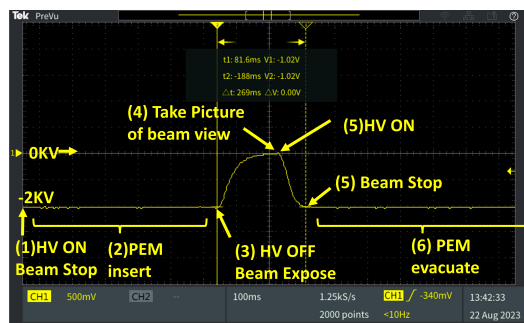 Tek PreVu
t1: 81.6ms V1: -1.02V
t2: -188ms V2: -1.02V
△t: 269ms △V: 0.00V
(4) Take Picture
of beam view
(5)HV ON
1
0KV
-2KV
(5) Beam Stop
(1)HV ON
Beam Stop
(2)PEM
insert
(3) HV OFF
Beam Expose
(6) PEM
evacuate
CH1 500mV CH2 -- 100ms 1.25kS/s CH1 -340mV 13:42:33
2000 points <10Hz 22 Aug 2023